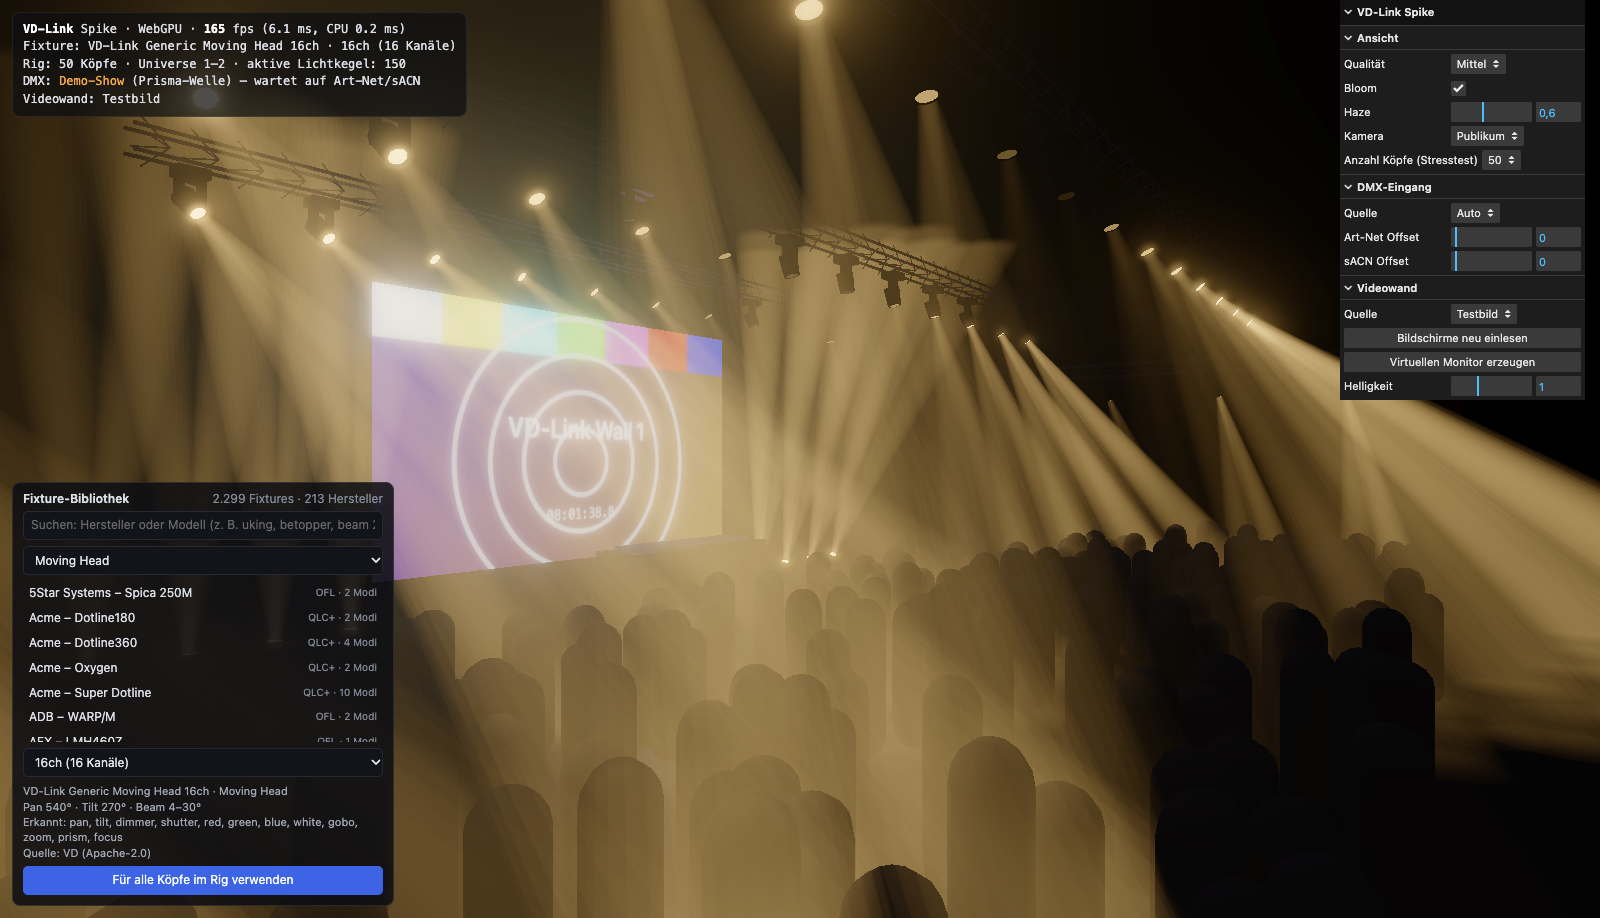 VD-Link Spike · WebGPU · 165 fps (6.1 ms, CPU 0.2 ms)
Fixture: VD-Link Generic Moving Head 16ch · 16ch (16 Kanäle)
Rig: 50 Köpfe · Universe 1–2 · aktive Lichtkegel: 150
DMX: Demo-Show (Prisma-Welle) — wartet auf Art-Net/sACN
Videowand: Testbild
VD-Link Wall 1
08:01:38.8
Fixture-Bibliothek
2.299 Fixtures · 213 Hersteller
Suchen: Hersteller oder Modell (z. B. uking, betopper, beam
Moving Head
5Star Systems – Spica 250M
OFL · 2 Modi
Acme – Dotline180
QLC+ · 2 Modi
Acme – Dotline360
QLC+ · 4 Modi
Acme – Oxygen
QLC+ · 2 Modi
Acme – Super Dotline
QLC+ · 10 Modi
ADB – WARP/M
OFL · 2 Modi
AFX – LMH460Z
OFL · 1 Modi
16ch (16 Kanäle)
VD-Link Generic Moving Head 16ch · Moving Head
Pan 540° · Tilt 270° · Beam 4–30°
Erkannt: pan, tilt, dimmer, shutter, red, green, blue, white, gobo,
zoom, prism, focus
Quelle: VD (Apache-2.0)
Für alle Köpfe im Rig verwenden
VD-Link Spike
Ansicht
Qualität
Mittel
Bloom
Haze
0,6
Kamera
Publikum
Anzahl Köpfe (Stresstest)
50
DMX-Eingang
Quelle
Auto
Art-Net Offset
0
sACN Offset
0
Videowand
Quelle
Testbild
Bildschirme neu einlesen
Virtuellen Monitor erzeugen
Helligkeit
1